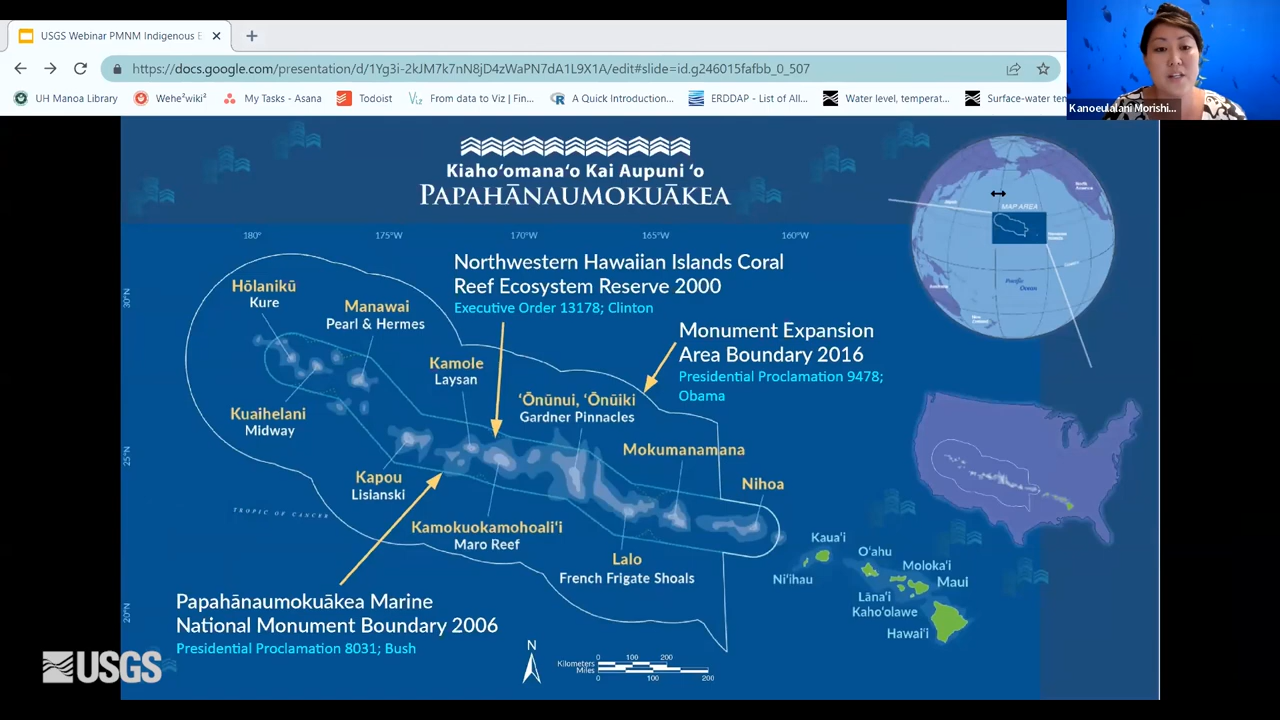 USGS Webinar PMNM Indigenous E
https://docs.google.com/presentation/d/1Yg3i-2kJM7k7nN8jD4zWaPN7dA1L9X1A/edit#slide=id.g246015fafbb_0_507
UH Manoa Library
Wehe²wiki²
My Tasks - Asana
Todoist
From data to Viz | Fin...
A Quick Introduction...
ERDDAP - List of All...
Water level, temperat...
Surface-water ten
Kanoeulalani Morishi...
Kiahoʻomanaʻo Kai Aupuni ʻo
PAPAHĀNAUMOKUĀKEA
MAP AREA
North America
Pacific Ocean
180°
175°W
170°W
165°W
160°W
30°N
25°N
20°N
Northwestern Hawaiian Islands Coral
Reef Ecosystem Reserve 2000
Executive Order 13178; Clinton
Monument Expansion
Area Boundary 2016
Presidential Proclamation 9478;
Obama
Hōlanikū
Kure
Manawai
Pearl & Hermes
Kamole
Laysan
ʻŌnūnui, ʻŌnūiki
Gardner Pinnacles
Kuaihelani
Midway
Mokumanamana
Kapou
Lisianski
Nihoa
TROPIC OF CANCER
Kamokuokamohoaliʻi
Maro Reef
Lalo
French Frigate Shoals
Kauaʻi
Niʻihau
Oʻahu
Molokaʻi
Maui
Lānaʻi
Kahoʻolawe
Hawaiʻi
Papahānaumokuākea Marine
National Monument Boundary 2006
Presidential Proclamation 8031; Bush
N
Kilometers
Miles
0 100 200
0 100 200
USGS